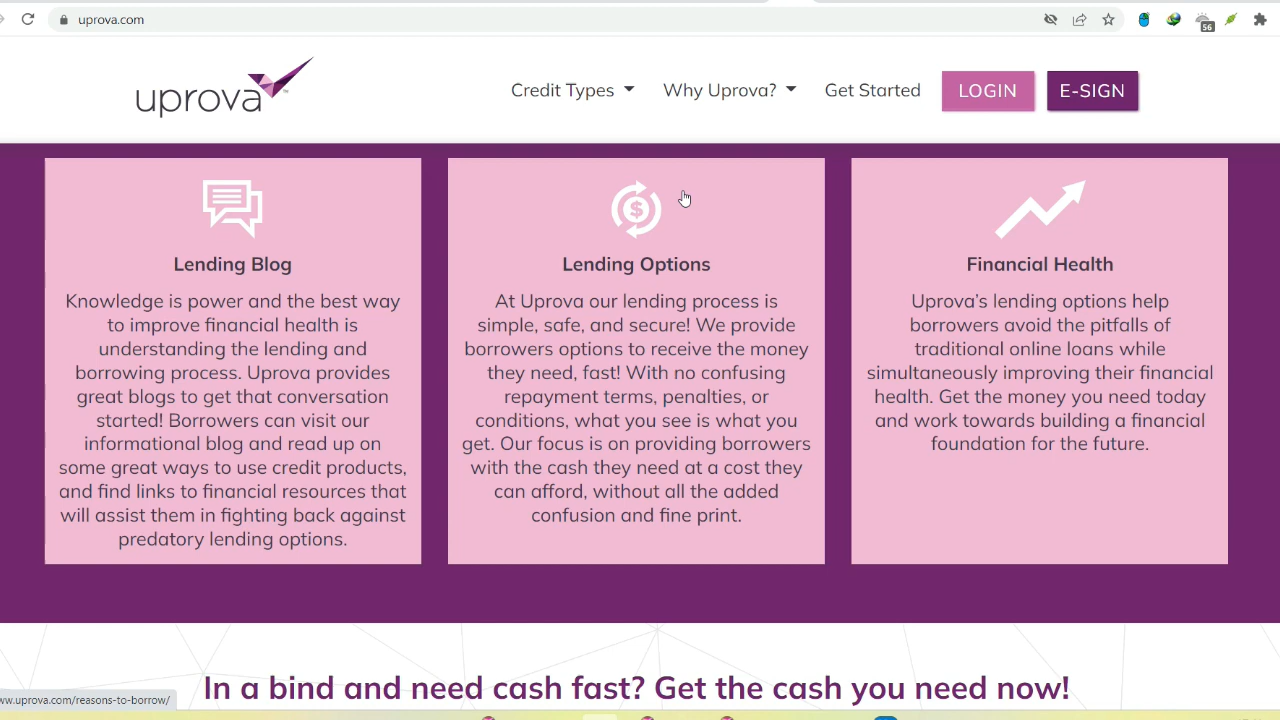 uprova.com
56
uprova
Credit Types
Why Uprova?
Get Started
LOGIN
E-SIGN
Lending Blog
Knowledge is power and the best way
to improve financial health is
understanding the lending and
borrowing process. Uprova provides
great blogs to get that conversation
started! Borrowers can visit our
informational blog and read up on
some great ways to use credit products,
and find links to financial resources that
will assist them in fighting back against
predatory lending options.
Lending Options
At Uprova our lending process is
simple, safe, and secure! We provide
borrowers options to receive the money
they need, fast! With no confusing
repayment terms, penalties, or
conditions, what you see is what you
get. Our focus is on providing borrowers
with the cash they need at a cost they
can afford, without all the added
confusion and fine print.
Financial Health
Uprova’s lending options help
borrowers avoid the pitfalls of
traditional online loans while
simultaneously improving their financial
health. Get the money you need today
and work towards building a financial
foundation for the future.
In a bind and need cash fast? Get the cash you need now!
ww.uprova.com/reasons-to-borrow/